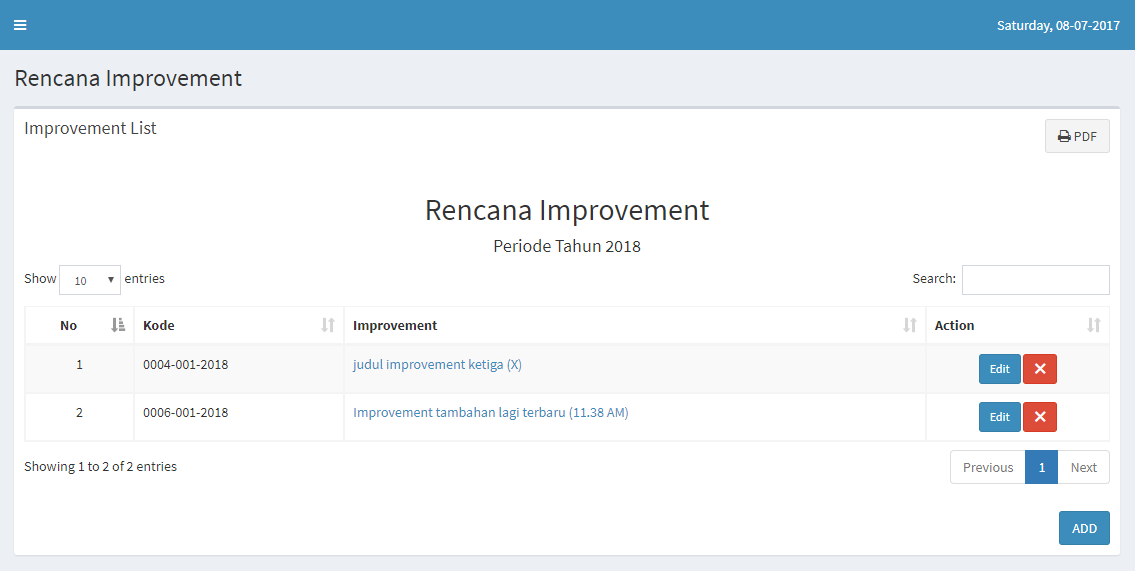 Saturday, 08-07-2017
Rencana Improvement
Improvement List
PDF
Rencana Improvement
Periode Tahun 2018
Show 10 entries Search:
No Kode Improvement Action
1 0004-001-2018 judul improvement ketiga (X) Edit
2 0006-001-2018 Improvement tambahan lagi terbaru (11.38 AM) Edit
Showing 1 to 2 of 2 entries Previous 1 Next
ADD